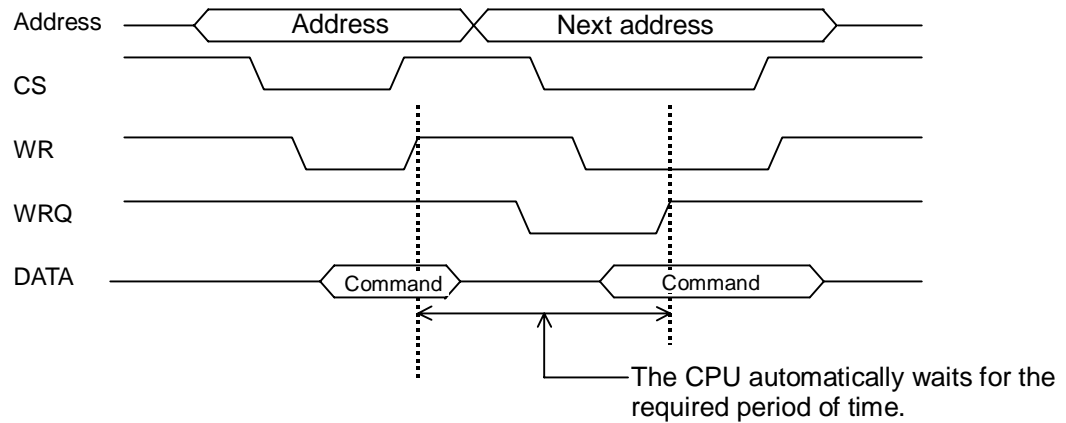 Address
Address
Next address
CS
WR
WRQ
DATA
Command
Command
The CPU automatically waits for the
required period of time.